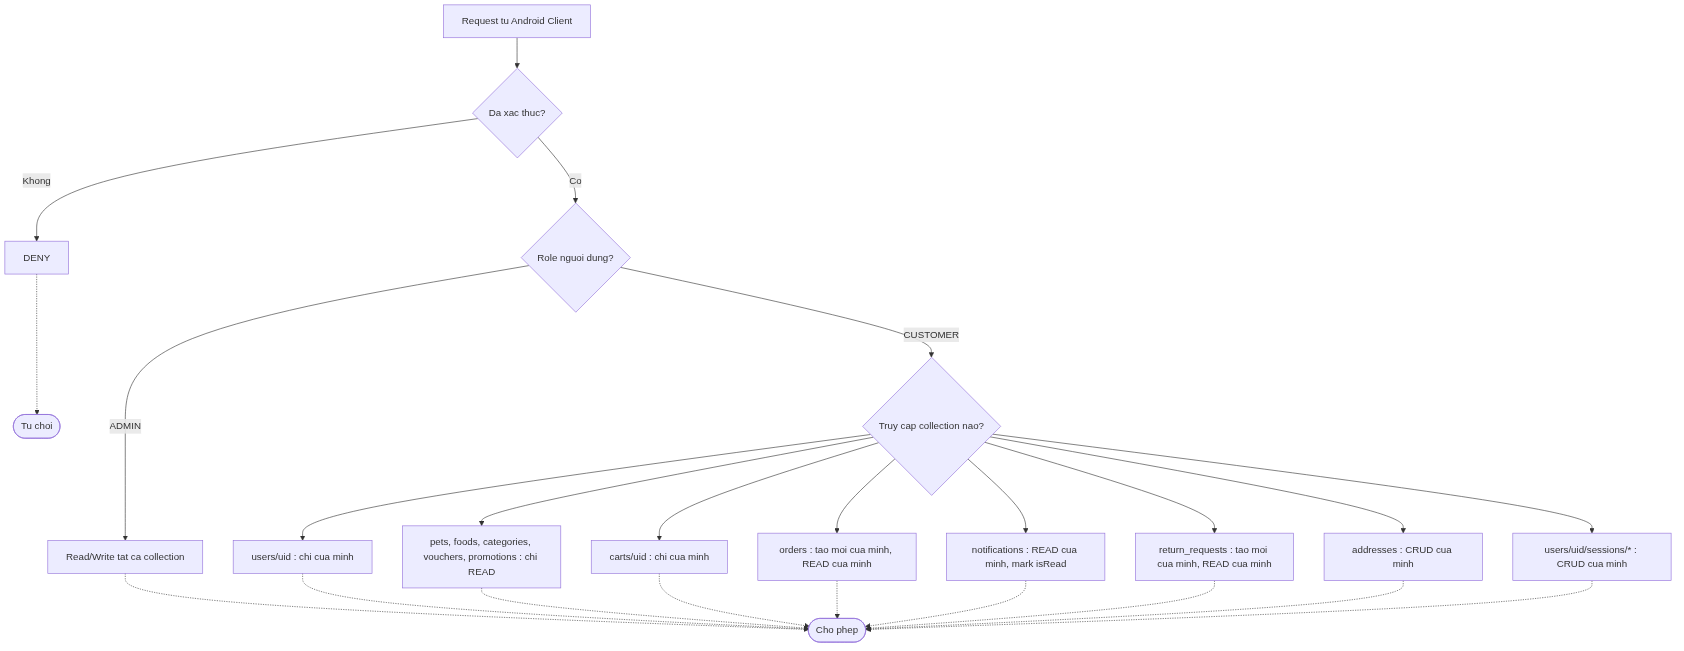 Request tu Android Client
Da xac thuc?
Khong
Co
DENY
Role nguoi dung?
CUSTOMER
Tu choi
ADMIN
Truy cap collection nao?
Read/Write tat ca collection
users/uid : chi cua minh
pets, foods, categories,
vouchers, promotions : chi
READ
carts/uid : chi cua minh
orders : tao moi cua minh,
READ cua minh
notifications : READ cua
minh, mark isRead
return_requests : tao moi
cua minh, READ cua minh
addresses : CRUD cua
minh
users/uid/sessions/* :
CRUD cua minh
Cho phep